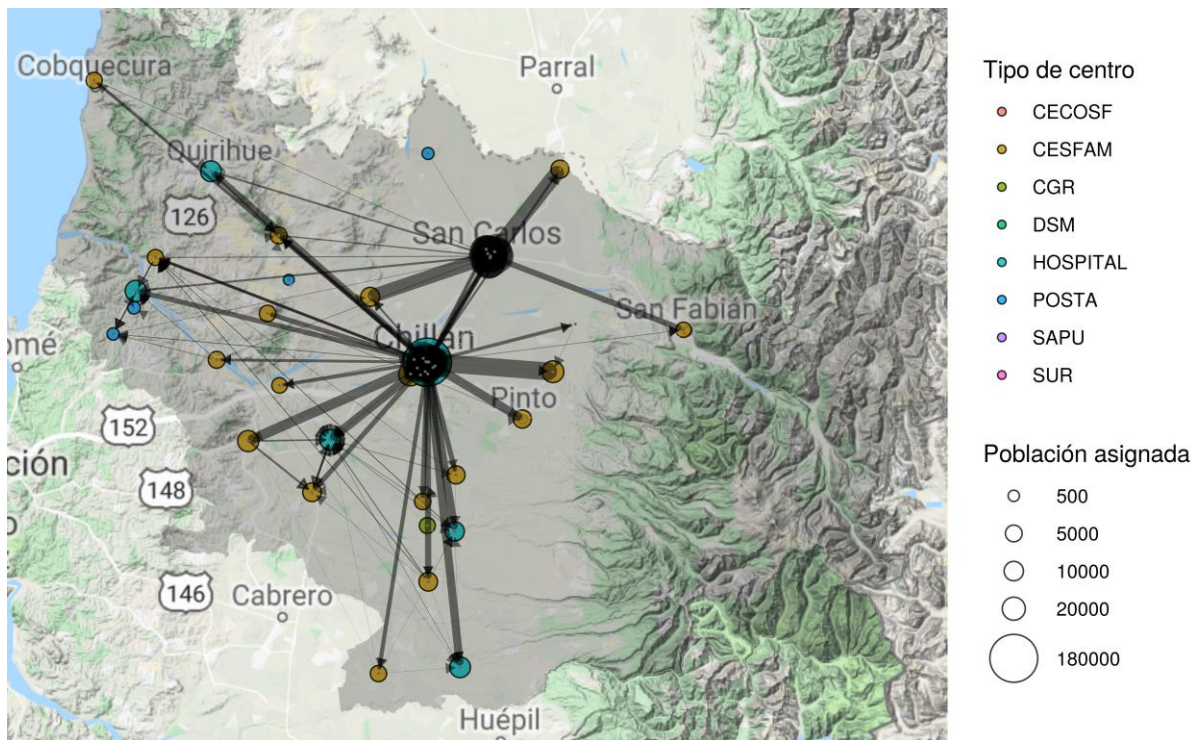 Cobquecura
Parral
Quirihue
126
San Carlos
San Fabián
omé
Chillan
Pinto
152
ción
148
o
146
Cabrero
Huépil
Tipo de centro
CECOSF
CESFAM
CGR
DSM
HOSPITAL
POSTA
SAPU
SUR
Población asignada
500
5000
10000
20000
180000